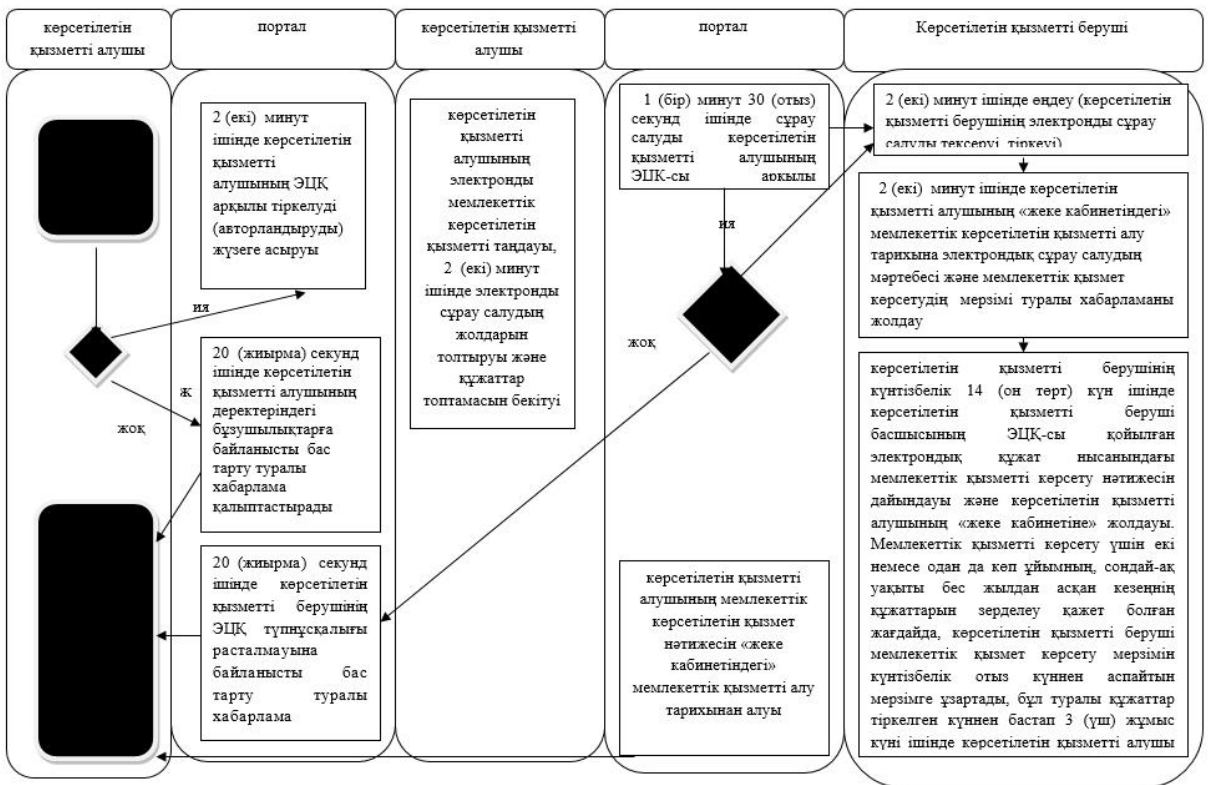 көрсетілетін
қызметті алушы
портал
көрсетілетін қызметті
алушы
портал
Көрсетілетін қызметті беруші
2 (екі) минут
ішінде көрсетілетін
қызметті
алушының ЭЦҚ
арқылы тіркелуді
(авторландыруды)
жүзеге асыруы
ия
20 (жиырма) секунд
ішінде көрсетілетін
қызметті алушының
деректеріндегі
бұзушылықтарға
байланысты бас
тарту туралы
хабарлама
қалыптастырады
ж
жоқ
20 (жиырма) секунд
ішінде көрсетілетін
қызметті берушінің
ЭЦҚ түпнұсқалығы
расталмауына
байланысты бас
тарту туралы
хабарлама
көрсетілетін
қызметті
алушының
электронды
мемлекеттік
көрсетілетін
қызметті таңдауы,
2 (екі) минут
ішінде электронды
сұрау салудың
жолдарын
толтыруы және
құжаттар
топтамасын бекітуі
1 (бір) минут 30 (отыз)
секунд ішінде сұрау
салуды көрсетілетін
қызметті алушының
ЭЦҚ-сы арқылы
ия
жоқ
көрсетілетін қызметті
алушының мемлекеттік
көрсетілетін қызмет
нәтижесін «жеке
кабинетіндегі»
мемлекеттік қызметті алу
тарихынан алуы
2 (екі) минут ішінде өңдеу (көрсетілетін
қызметті берушінің электронды сұрау
салуды тексеруі, тіркеуі)
2 (екі) минут ішінде көрсетілетін
қызметті алушының «жеке кабинетіндегі»
мемлекеттік көрсетілетін қызметті алу
тарихына электрондық сұрау салудың
мәртебесі және мемлекеттік қызмет
көрсетудің мерзімі туралы хабарламаны
жолдау
көрсетілетін қызметті берушінің
күнтізбелік 14 (он төрт) күн ішінде
көрсетілетін қызметті беруші
басшысының ЭЦҚ-сы қойылған
электрондық құжат нысанындағы
мемлекеттік қызметті көрсету нәтижесін
дайындауы және көрсетілетін қызметті
алушының «жеке кабинетіне» жолдауы.
Мемлекеттік қызметті көрсету үшін екі
немесе одан да көп ұйымның, сондай-ақ
уақыты бес жылдан асқан кезеңнің
құжаттарын зерделеу қажет болған
жағдайда, көрсетілетін қызметті беруші
мемлекеттік қызмет көрсету мерзімін
күнтізбелік отыз күннен аспайтын
мерзімге ұзартады, бұл туралы құжаттар
тіркелген күннен бастап 3 (үш) жұмыс
күні ішінде көрсетілетін қызметті алушы